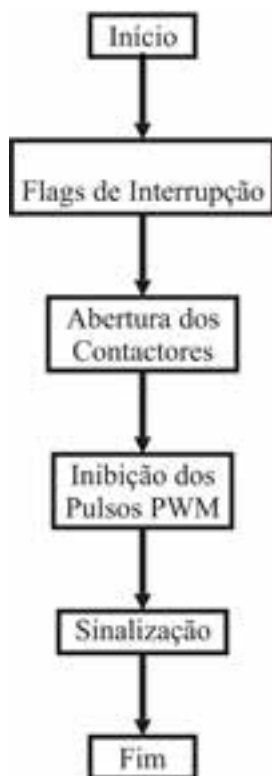 Início
Flags de Interrupção
Abertura dos
Contactores
Inibição dos
Pulsos PWM
Sinalização
Fim